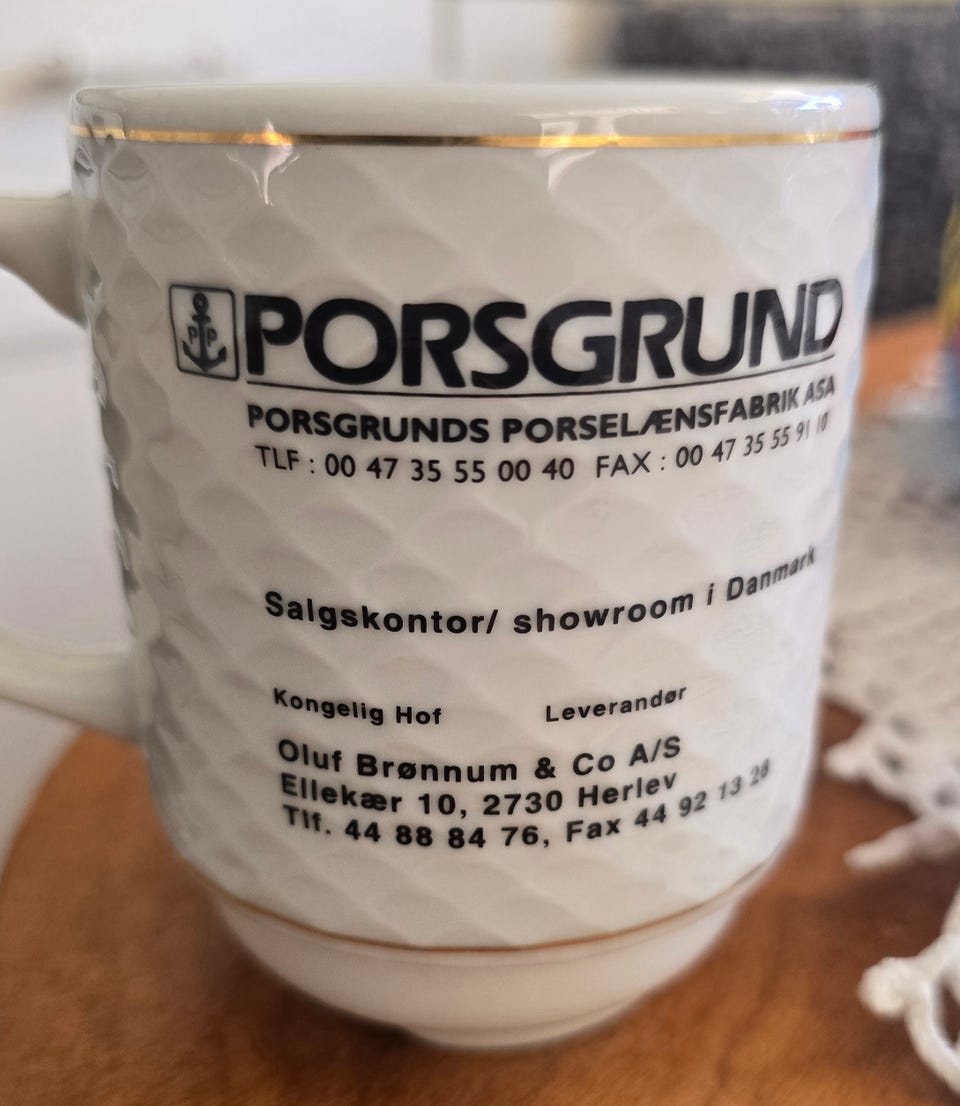 P P
PORSGRUND
PORSGRUNDS PORSELÆNSFABRIK ASA
TLF : 00 47 35 55 00 40 FAX : 00 47 35 55 91 10
Salgskontor/ showroom i Danmark
Kongelig Hof Leverandør
Oluf Brønnum & Co A/S
Ellekær 10, 2730 Herlev
Tlf. 44 88 84 76, Fax 44 92 13 28